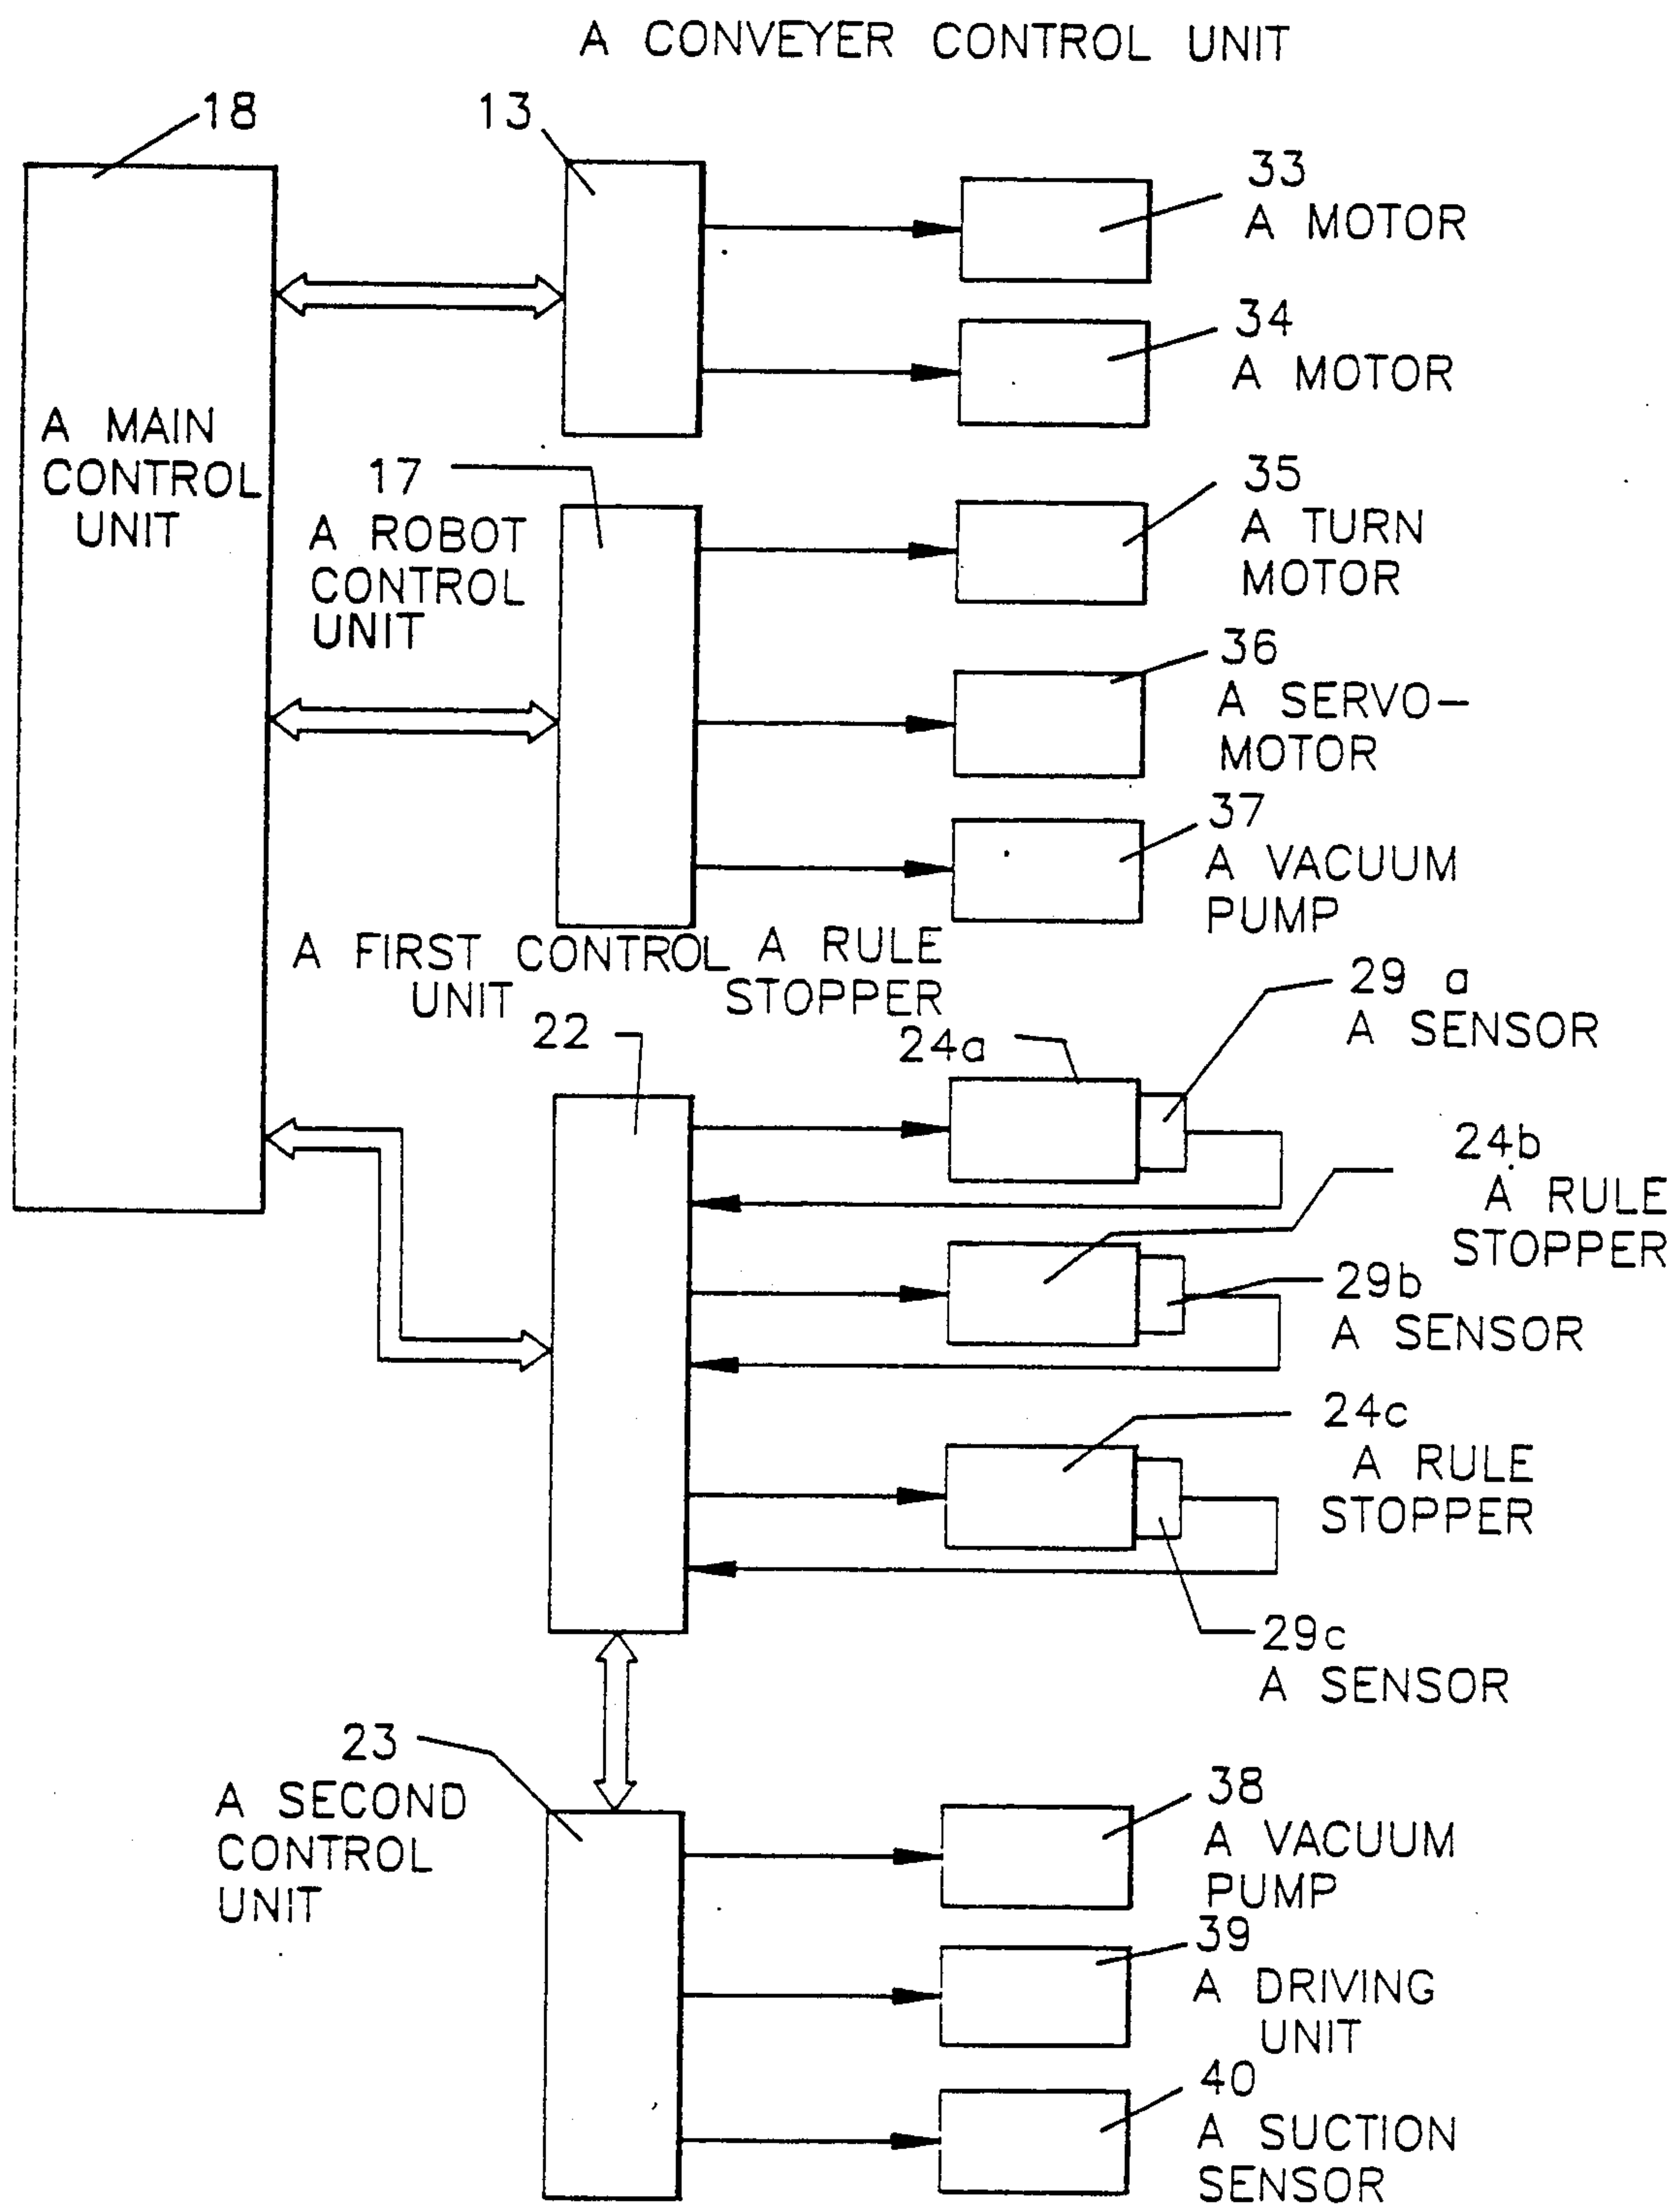 A CONVEYER CONTROL UNIT
18
13
33
A MOTOR
34
A MOTOR
A MAIN
CONTROL
UNIT
17
A ROBOT
CONTROL
UNIT
35
A TURN
MOTOR
36
A SERVO-
MOTOR
37
A VACUUM
PUMP
A FIRST CONTROL
UNIT
22
A RULE
STOPPER
24a
29 a
A SENSOR
24b
A RULE
STOPPER
29b
A SENSOR
24c
A RULE
STOPPER
29c
A SENSOR
23
A SECOND
CONTROL
UNIT
38
A VACUUM
PUMP
39
A DRIVING
UNIT
40
A SUCTION
SENSOR